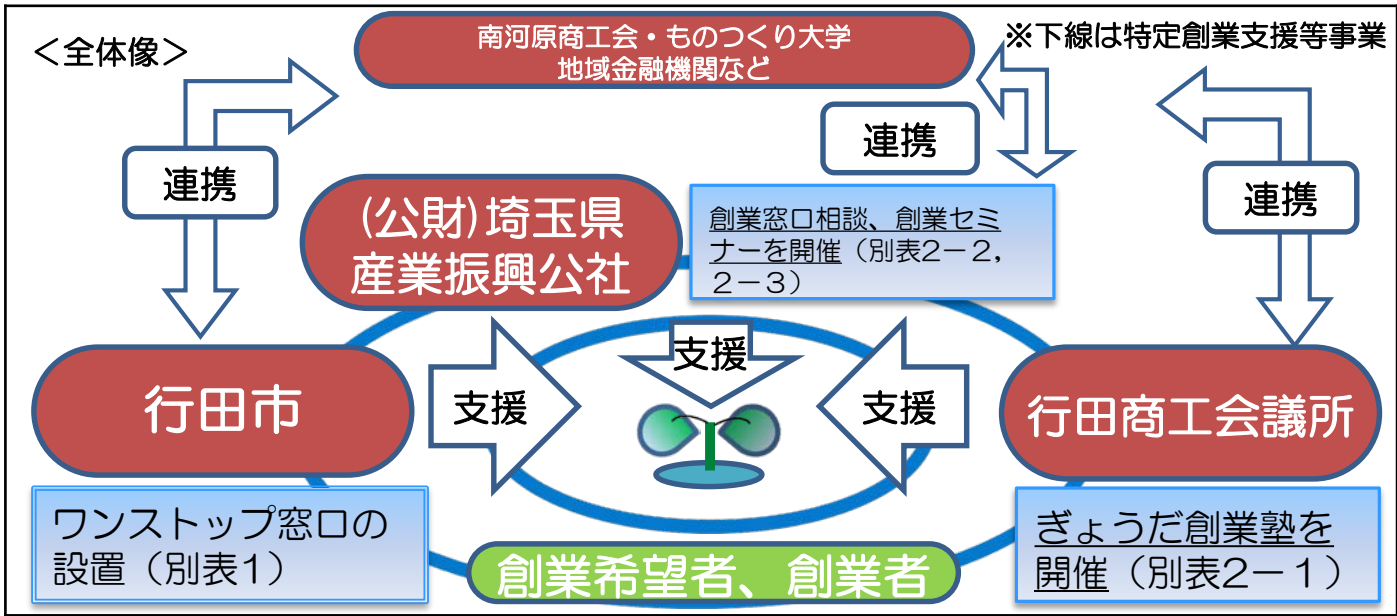 ＜全体像＞
南河原商工会・ものつくり大学
地域金融機関など
※下線は特定創業支援等事業
連携
連携
連携
(公財)埼玉県
産業振興公社
創業窓口相談、創業セミ
ナーを開催（別表2－2，
2－3）
行田市
支援
支援
支援
行田商工会議所
ワンストップ窓口の
設置（別表1）
ぎょうだ創業塾を
開催（別表2－1）
創業希望者、創業者